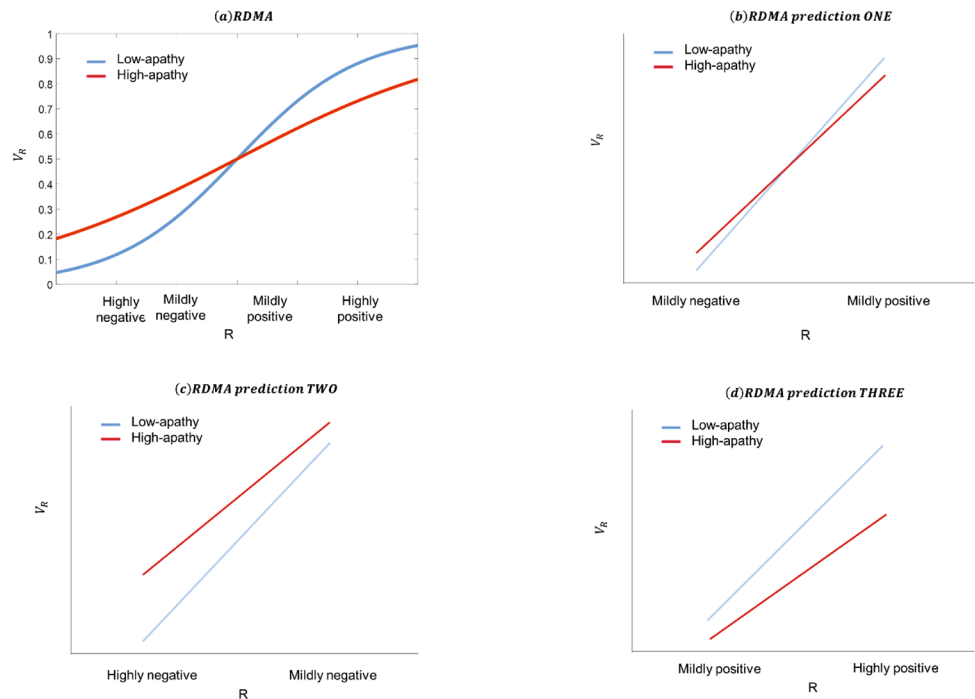 (a)RDMA
1
0.9
0.8
0.7
0.6
0.5
0.4
0.3
0.2
0.1
0
V_R
Low-apathy
High-apathy
Highly negative
Mildly negative
Mildly positive
Highly positive
R
(b)RDMA prediction ONE
Low-apathy
High-apathy
V_R
Mildly negative
Mildly positive
R
(c)RDMA prediction TWO
Low-apathy
High-apathy
V_R
Highly negative
Mildly negative
R
(d)RDMA prediction THREE
Low-apathy
High-apathy
V_R
Mildly positive
Highly positive
R